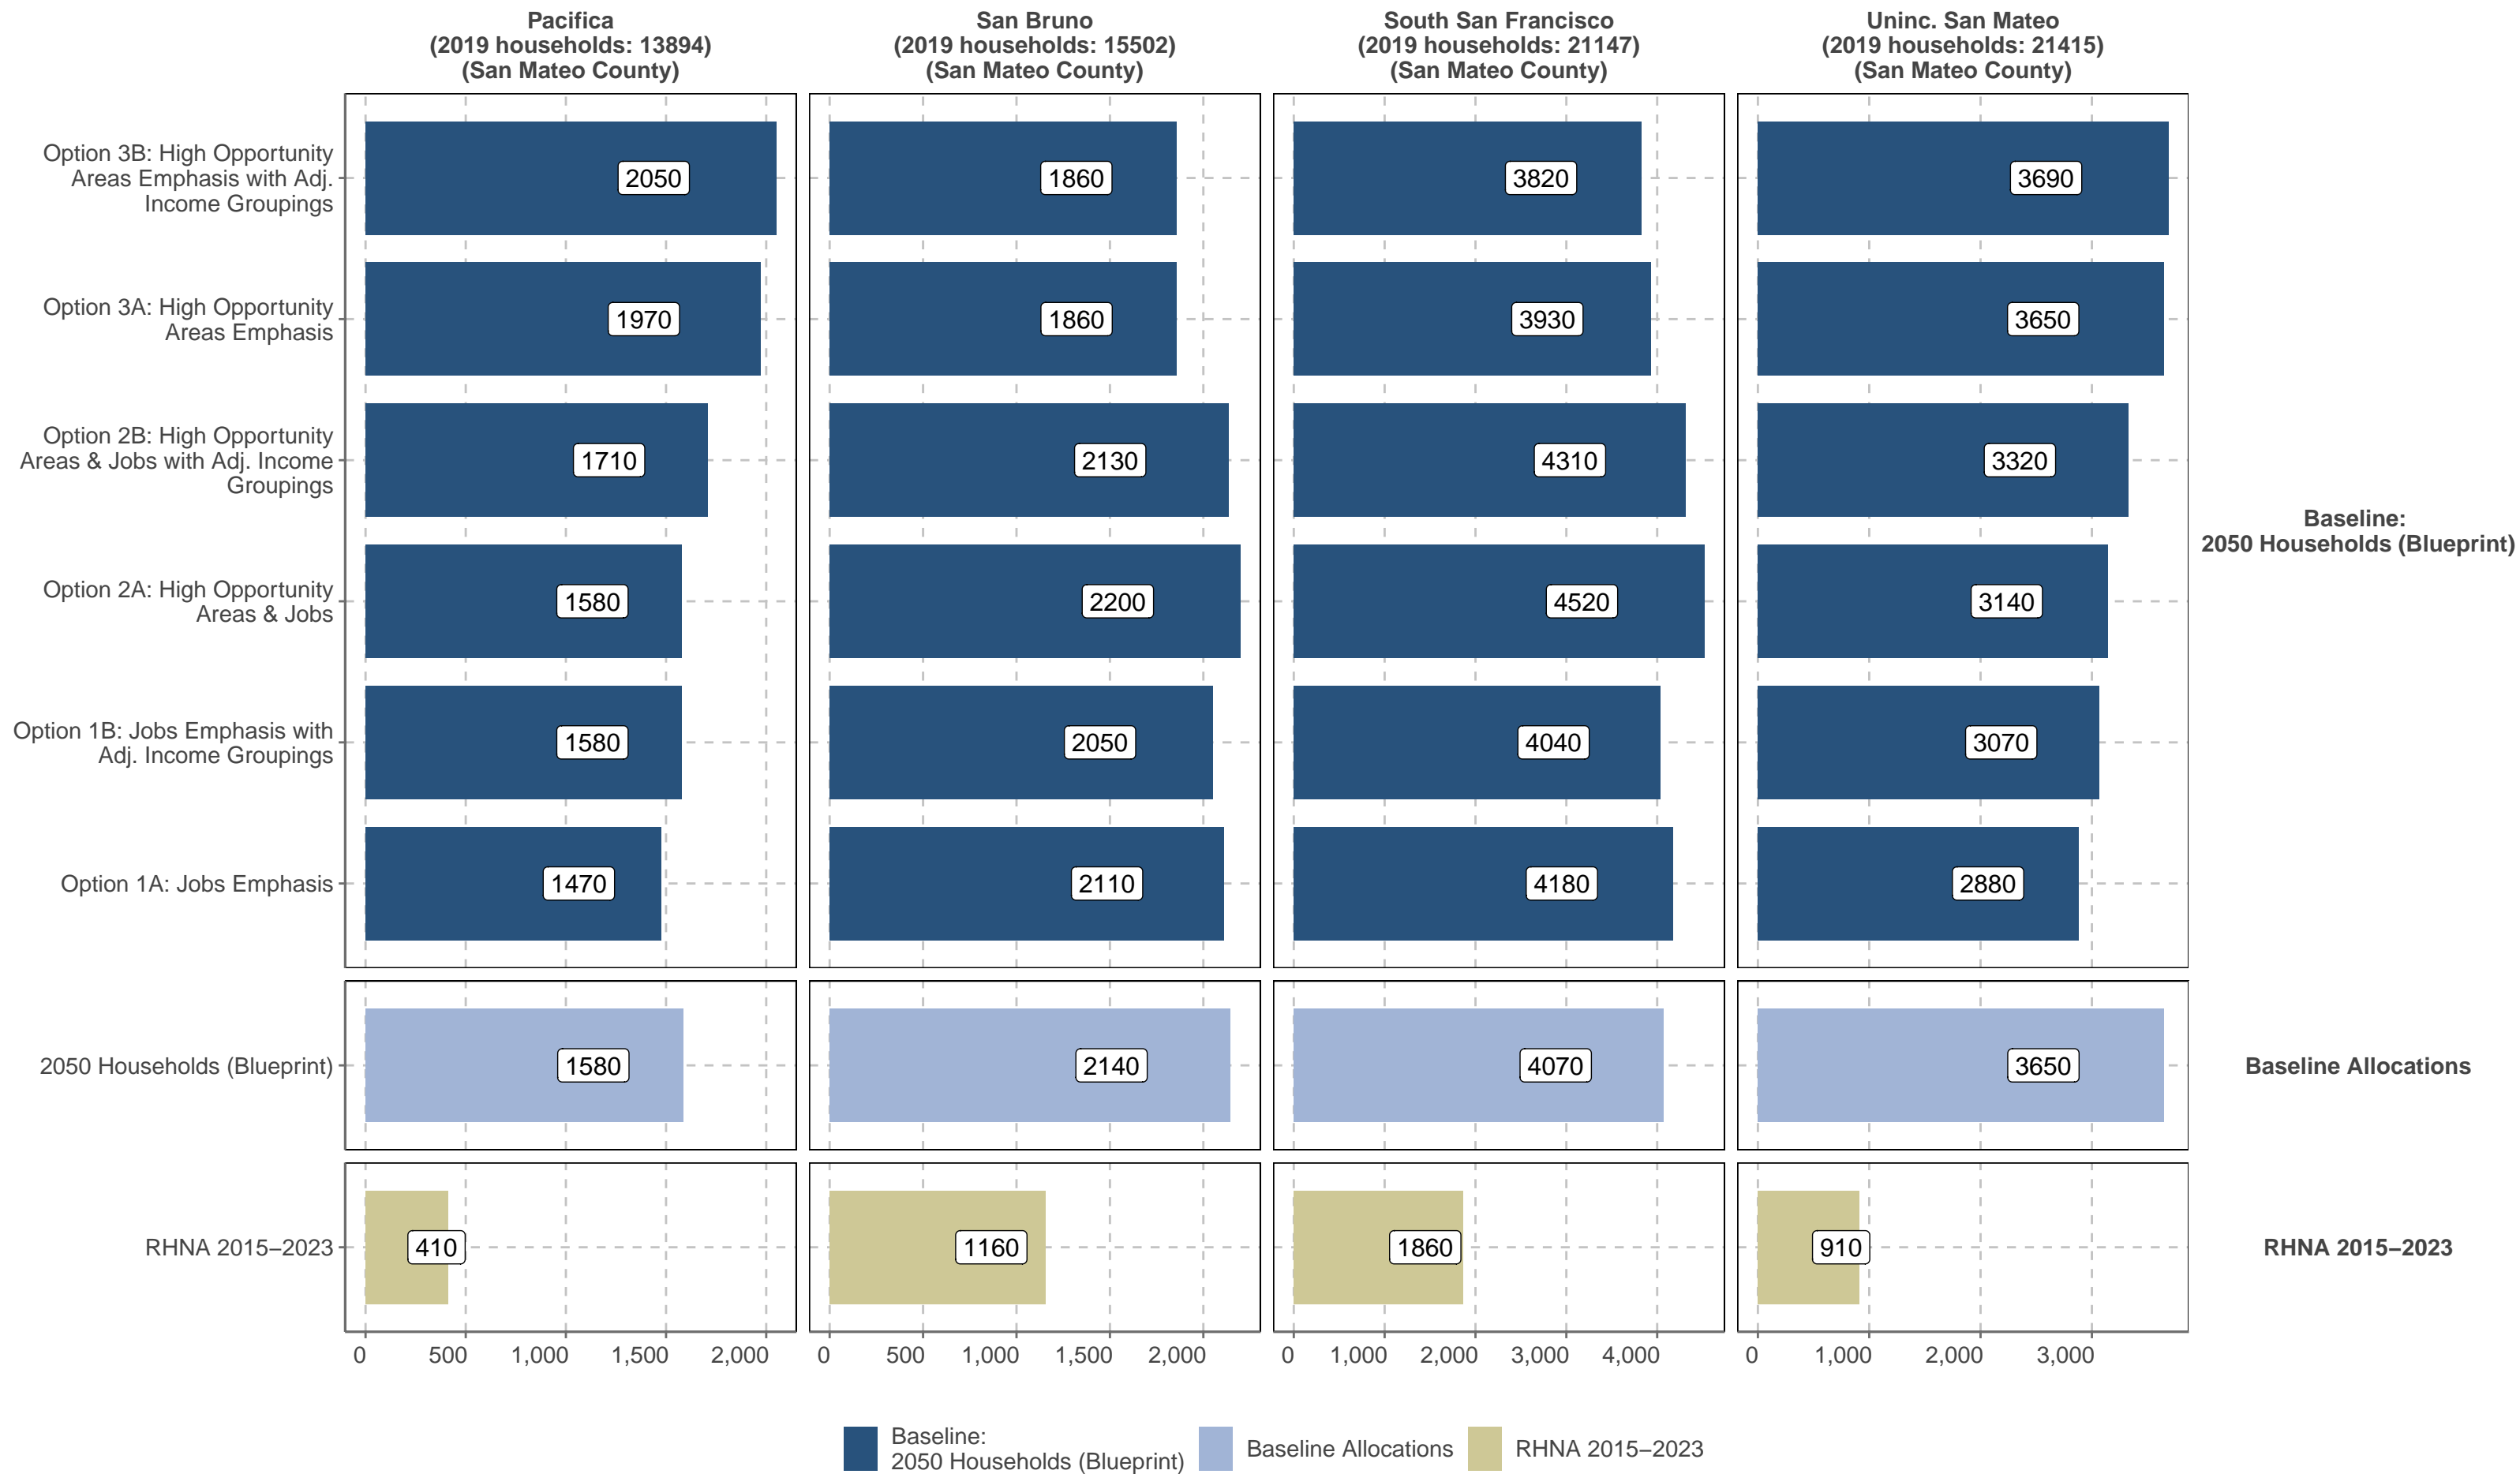 Pacifica
(2019 households: 13894)
(San Mateo County)
San Bruno
(2019 households: 15502)
(San Mateo County)
South San Francisco
(2019 households: 21147)
(San Mateo County)
Uninc. San Mateo
(2019 households: 21415)
(San Mateo County)
Option 3B: High Opportunity
Areas Emphasis with Adj.
Income Groupings
2050
1860
3820
3690
Option 3A: High Opportunity
Areas Emphasis
1970
1860
3930
3650
Option 2B: High Opportunity
Areas & Jobs with Adj. Income
Groupings
1710
2130
4310
3320
Baseline:
2050 Households (Blueprint)
Option 2A: High Opportunity
Areas & Jobs
1580
2200
4520
3140
Option 1B: Jobs Emphasis with
Adj. Income Groupings
1580
2050
4040
3070
Option 1A: Jobs Emphasis
1470
2110
4180
2880
2050 Households (Blueprint)
1580
2140
4070
3650
Baseline Allocations
RHNA 2015–2023
410
1160
1860
910
RHNA 2015–2023
0 500 1,000 1,500 2,000
0 500 1,000 1,500 2,000
0 1,000 2,000 3,000 4,000
0 1,000 2,000 3,000
Baseline:
2050 Households (Blueprint)
Baseline Allocations
RHNA 2015–2023